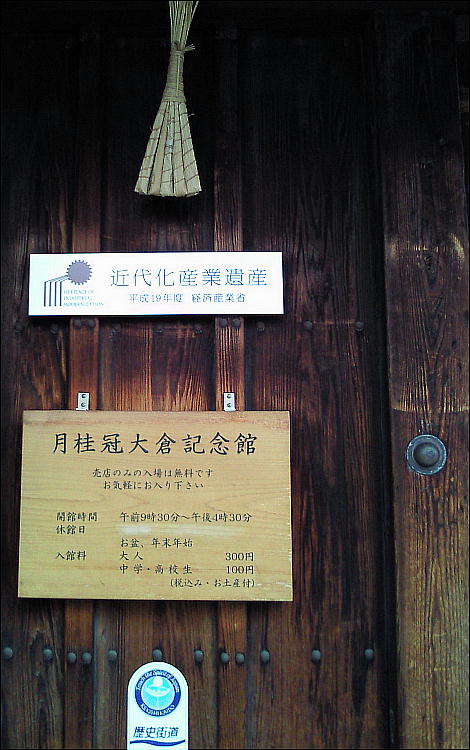 近代化産業遺産
HERITAGE OF
INDUSTRIAL
MODERNIZATION
平成19年度 経済産業省
月桂冠大倉記念館
売店のみの入場は無料です
お気軽にお入り下さい
開館時間 午前9時30分～午後4時30分
休館日
お盆、年末年始
入館料 大人 300円
中学・高校生 100円
(税込み・お土産付)
歴史街道